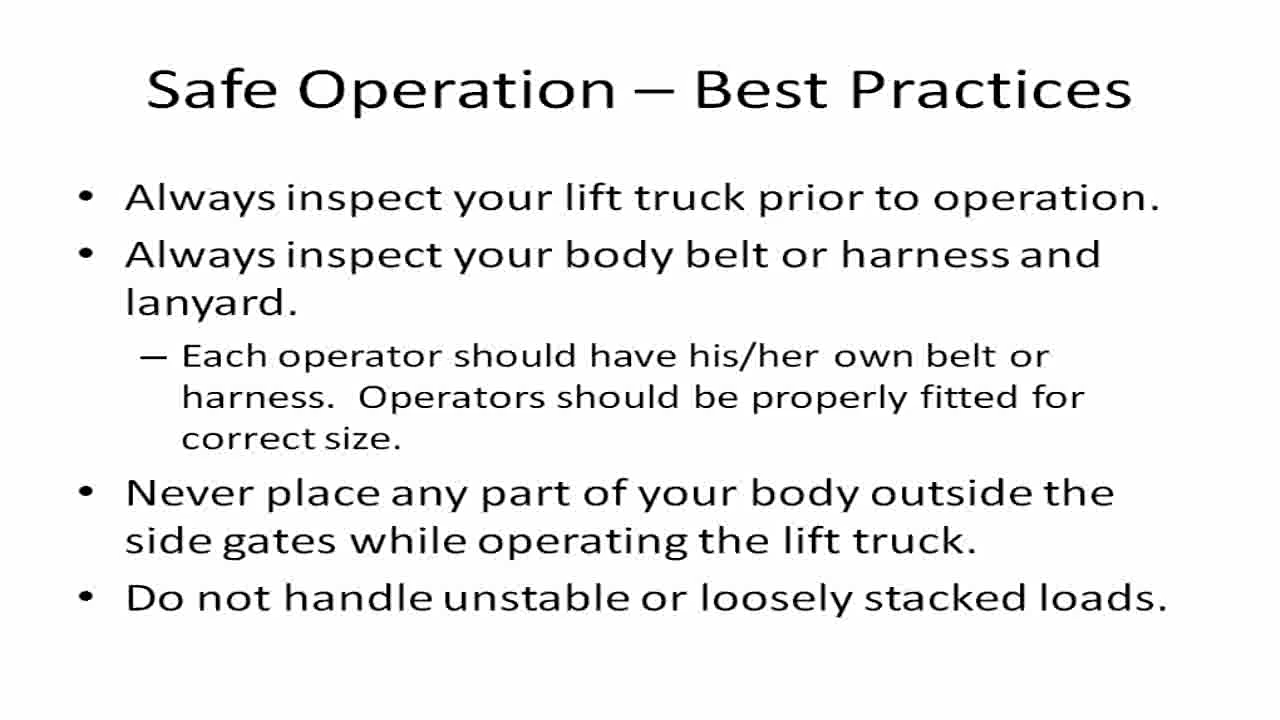 Safe Operation – Best Practices
• Always inspect your lift truck prior to operation.
• Always inspect your body belt or harness and
lanyard.
– Each operator should have his/her own belt or
harness.  Operators should be properly fitted for
correct size.
• Never place any part of your body outside the
side gates while operating the lift truck.
• Do not handle unstable or loosely stacked loads.